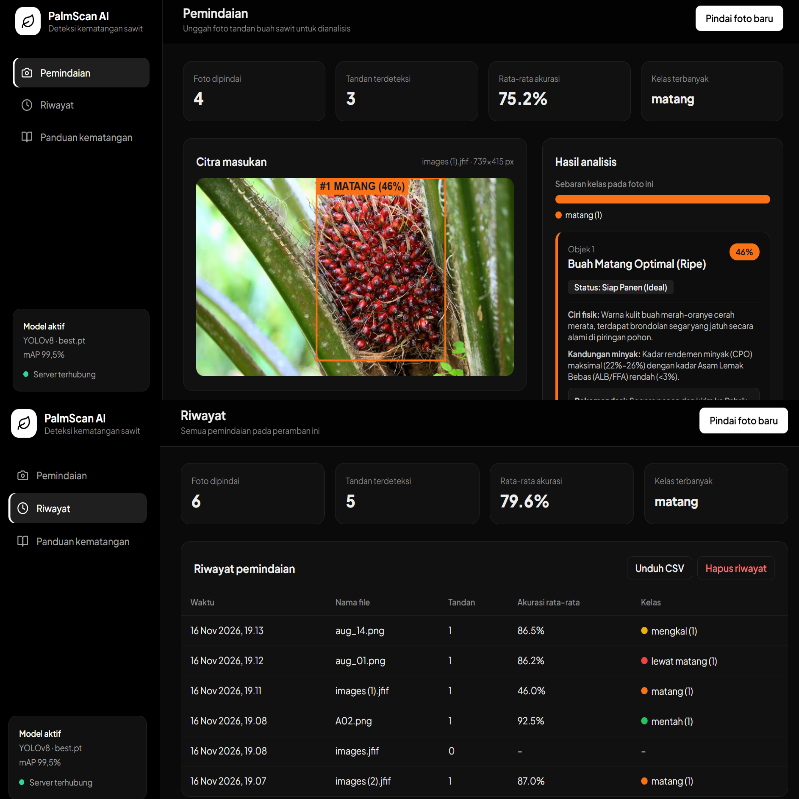 PalmScan AI
Deteksi kematangan sawit
Pemindaian
Riwayat
Panduan kematangan
Model aktif
YOLOv8 · best.pt
mAP 99,5%
Server terhubung
Pemindaian
Unggah foto tandan buah sawit untuk dianalisis
Pindai foto baru
Foto dipindai
4
Tandan terdeteksi
3
Rata-rata akurasi
75.2%
Kelas terbanyak
matang
Citra masukan
images (1).jfif · 739×415 px
#1 MATANG (46%)
Hasil analisis
Sebaran kelas pada foto ini
matang (1)
Objek 1
46%
Buah Matang Optimal (Ripe)
Status: Siap Panen (Ideal)
Ciri fisik: Warna kulit buah merah-oranye cerah
merata, terdapat brondolan segar yang jatuh secara
alami di piringan pohon.
Kandungan minyak: Kadar rendemen minyak (CPO)
maksimal (22%-26%) dengan kadar Asam Lemak
Bebas (ALB/FFA) rendah (<3%).
PalmScan AI
Deteksi kematangan sawit
Pemindaian
Riwayat
Panduan kematangan
Model aktif
YOLOv8 · best.pt
mAP 99,5%
Server terhubung
Riwayat
Semua pemindaian pada peramban ini
Pindai foto baru
Foto dipindai
6
Tandan terdeteksi
5
Rata-rata akurasi
79.6%
Kelas terbanyak
matang
Riwayat pemindaian
Unduh CSV
Hapus riwayat
Waktu Nama file Tandan Akurasi rata-rata Kelas
16 Nov 2026, 19.13 aug_14.png 1 86.5% mengkal (1)
16 Nov 2026, 19.12 aug_01.png 1 86.2% lewat matang (1)
16 Nov 2026, 19.11 images (1).jfif 1 46.0% matang (1)
16 Nov 2026, 19.08 A02.png 1 92.5% mentah (1)
16 Nov 2026, 19.08 images.jfif 0 – –
16 Nov 2026, 19.07 images (2).jfif 1 87.0% matang (1)